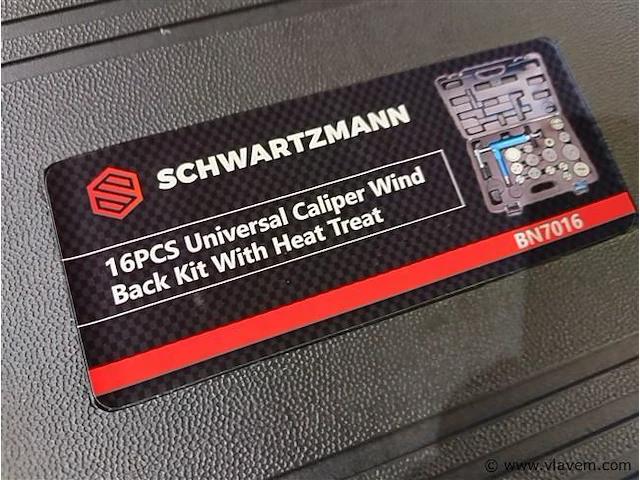 SCHWARTZMANN
16PCS Universal Caliper Wind
Back Kit With Heat Treat
BN7016
© www.vlavem.com